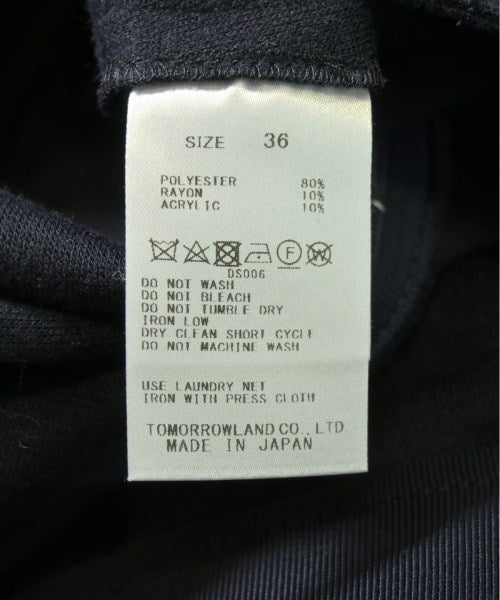 SIZE 36
POLYESTER 80%
RAYON 10%
ACRYLIC 10%
DS006
DO NOT WASH
DO NOT BLEACH
DO NOT TUMBLE DRY
IRON LOW
DRY CLEAN SHORT CYCLE
DO NOT MACHINE WASH
USE LAUNDRY NET
IRON WITH PRESS CLOTH
TOMORROWLAND CO., LTD.
MADE IN JAPAN